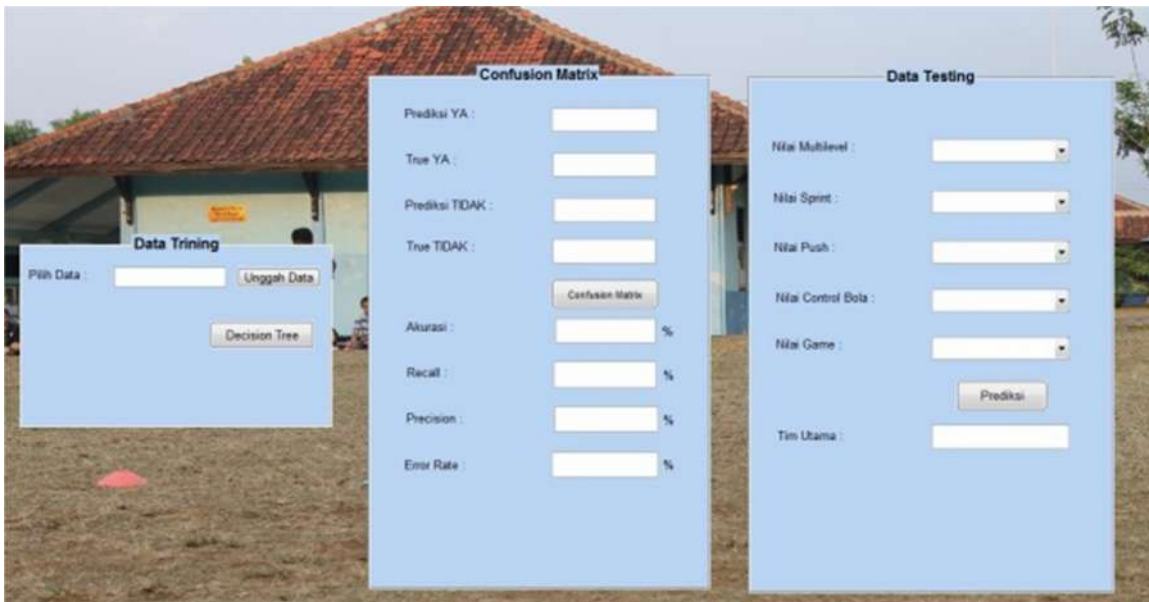 Data Trining
Pilih Data :
Unggah Data
Decision Tree
Confusion Matrix
Prediksi YA :
True YA :
Prediksi TIDAK :
True TIDAK :
Confusion Matrix
Akurasi :
%
Recall :
%
Precision :
%
Error Rate :
%
Data Testing
Nilai Multilevel :
Nilai Sprint :
Nilai Push :
Nilai Control Bola :
Nilai Game :
Prediksi
Tim Utama :